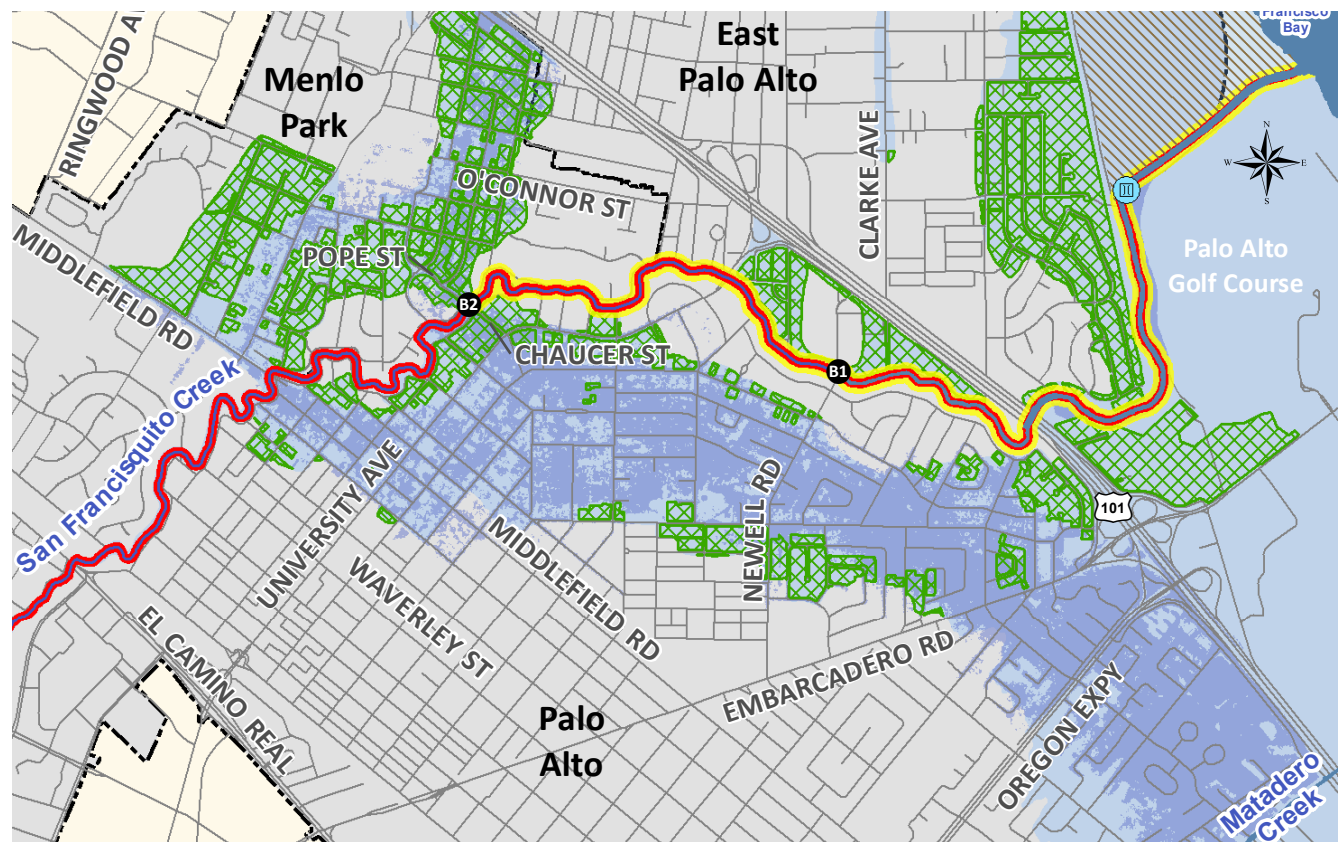 Francisco
Bay
East
Palo Alto
Menlo
Park
RINGWOOD A
CLARKE AVE
N
W
E
S
O'CONNOR ST
POPE ST
MIDDLEFIELD RD
Palo Alto
Golf Course
B2
CHAUCER ST
B1
San Francisquito Creek
UNIVERSITY AVE
NEWELL RD
101
MIDDLEFIELD RD
WAVERLEY ST
EL CAMINO REAL
EMBARCADERO RD
OREGON EXPY
Palo
Alto
Matadero
Creek